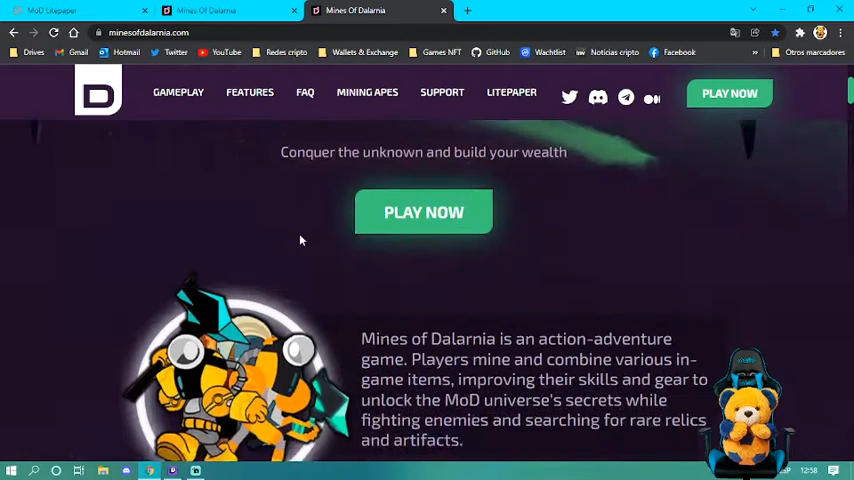 MoD Litepaper
Mines Of Dalarnia
Mines Of Dalarnia
minesofdalarnia.com
Drives
Gmail
Hotmail
Twitter
YouTube
Redes cripto
Wallets & Exchange
Games NFT
GitHub
Wachtlist
Noticias cripto
Facebook
Otros marcadores
D
GAMEPLAY
FEATURES
FAQ
MINING APES
SUPPORT
LITEPAPER
PLAY NOW
Conquer the unknown and build your wealth
PLAY NOW
Mines of Dalarnia is an action-adventure
game. Players mine and combine various in-
game items, improving their skills and gear to
unlock the MoD universe's secrets while
fighting enemies and searching for rare relics
and artifacts.
12:58